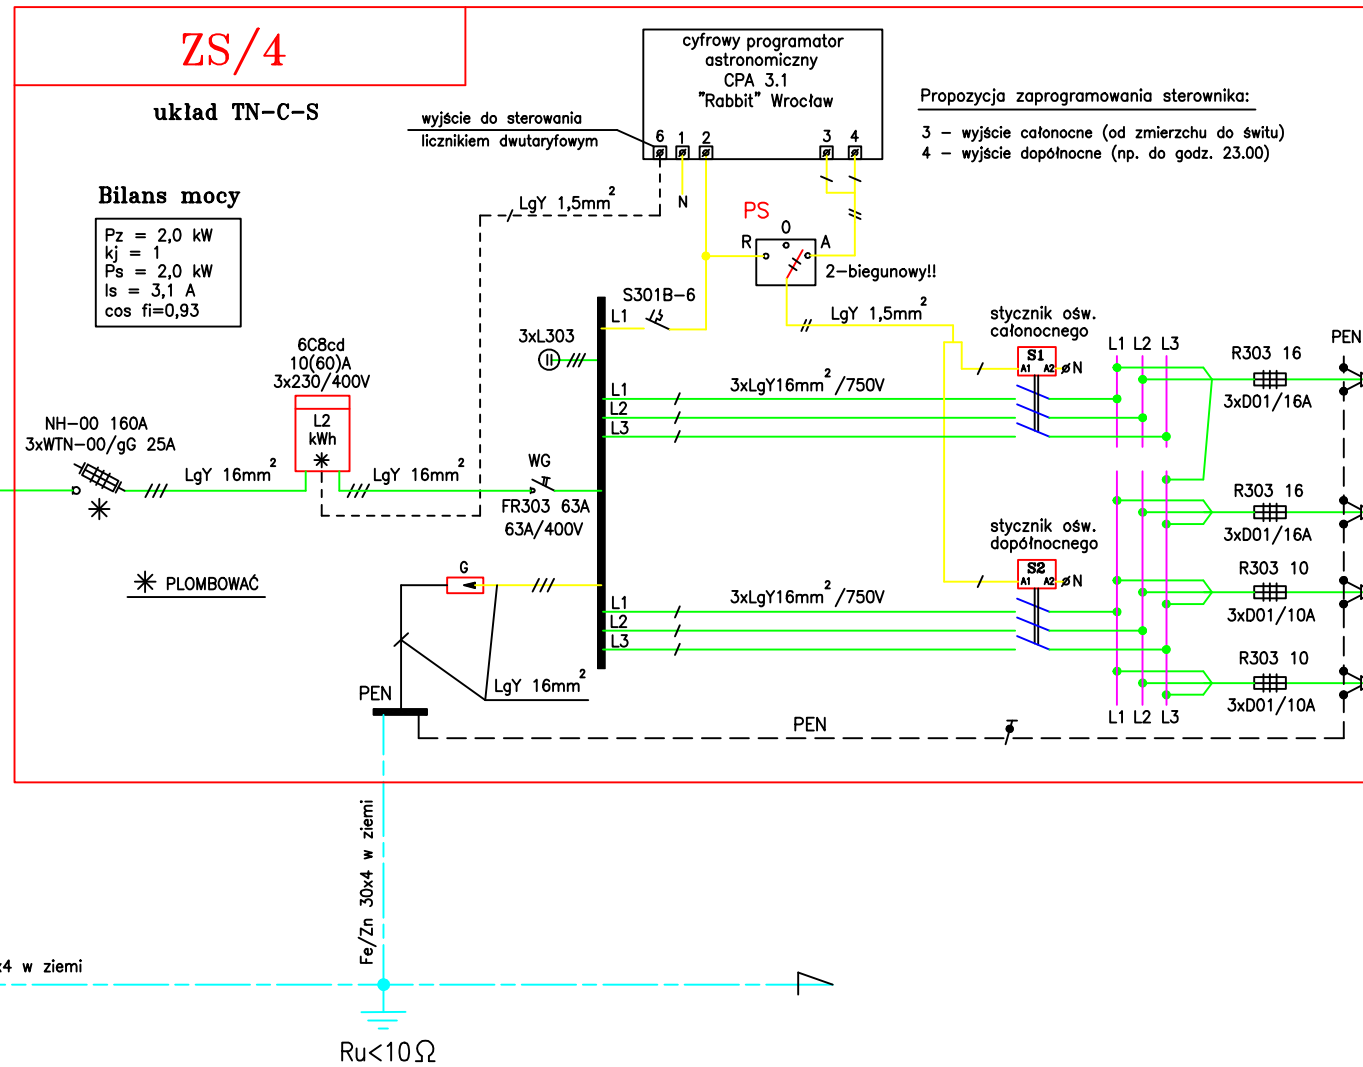 ZS/4
układ TN-C-S
Bilans mocy
Pz = 2,0 kW
kj = 1
Ps = 2,0 kW
Is = 3,1 A
cos fi=0,93
cyfrowy programator
astronomiczny
CPA 3.1
"Rabbit" Wrocław
6 1 2 3 4
wyjście do sterowania
licznikiem dwutaryfowym
Propozycja zaprogramowania sterownika:
3 - wyjście całonocne (od zmierzchu do świtu)
4 - wyjście dopółnocne (np. do godz. 23.00)
LgY 1,5mm²
N
PS
R 0 A
2-biegunowy!!
S301B-6
L1
LgY 1,5mm²
3xL303
stycznik ośw.
całonocnego
S1
A1 A2
N
L1 L2 L3
PEN
R303 16
3xD01/16A
6C8cd
10(60)A
3x230/400V
L2
kWh
L1
L2
L3
3xLgY16mm²/750V
NH-00 160A
3xWTN-00/gG 25A
LgY 16mm²
LgY 16mm²
WG
FR303 63A
63A/400V
R303 16
3xD01/16A
stycznik ośw.
dopółnocnego
S2
A1 A2
N
PLOMBOWAĆ
G
L1
L2
L3
3xLgY16mm²/750V
R303 10
3xD01/10A
R303 10
3xD01/10A
LgY 16mm²
PEN
L1 L2 L3
PEN
Fe/Zn 30x4 w ziemi
x4 w ziemi
Ru<10Ω